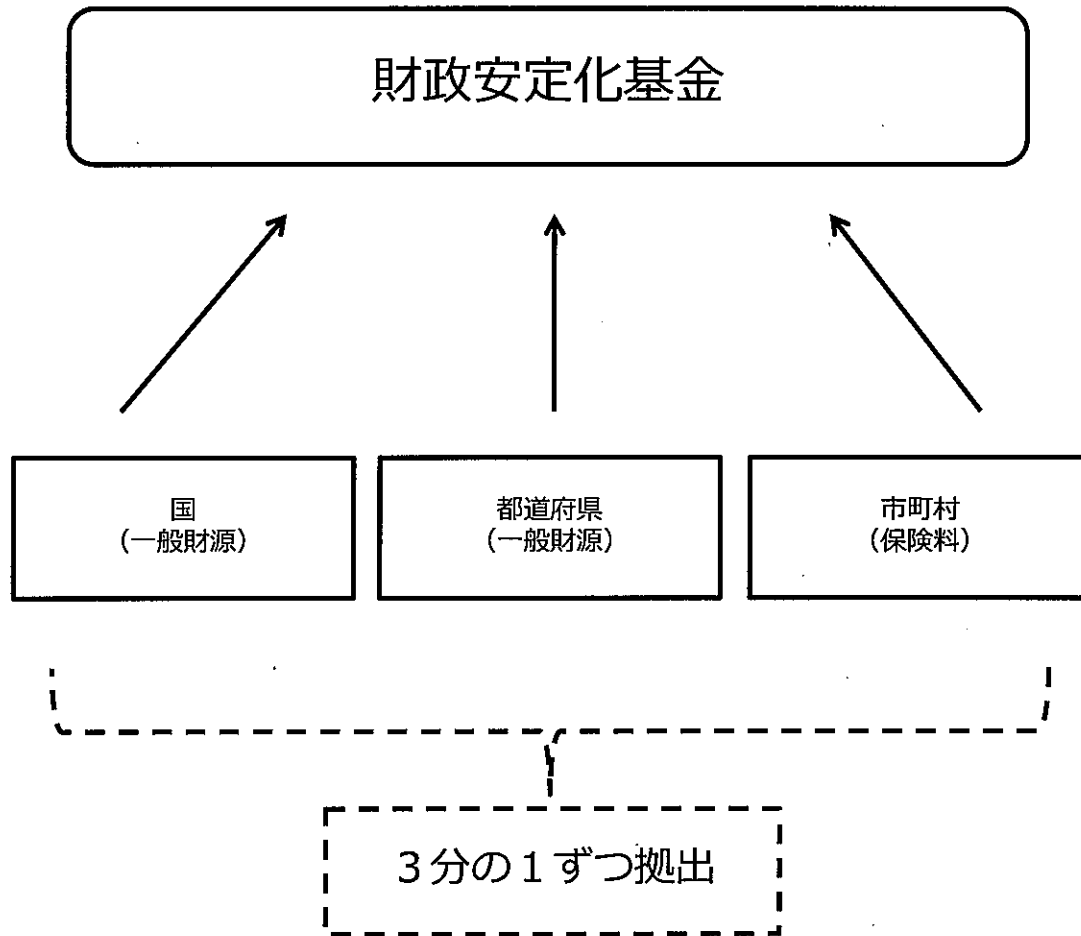 財政安定化基金
国
（一般財源）
都道府県
（一般財源）
市町村
（保険料）
３分の１ずつ拠出